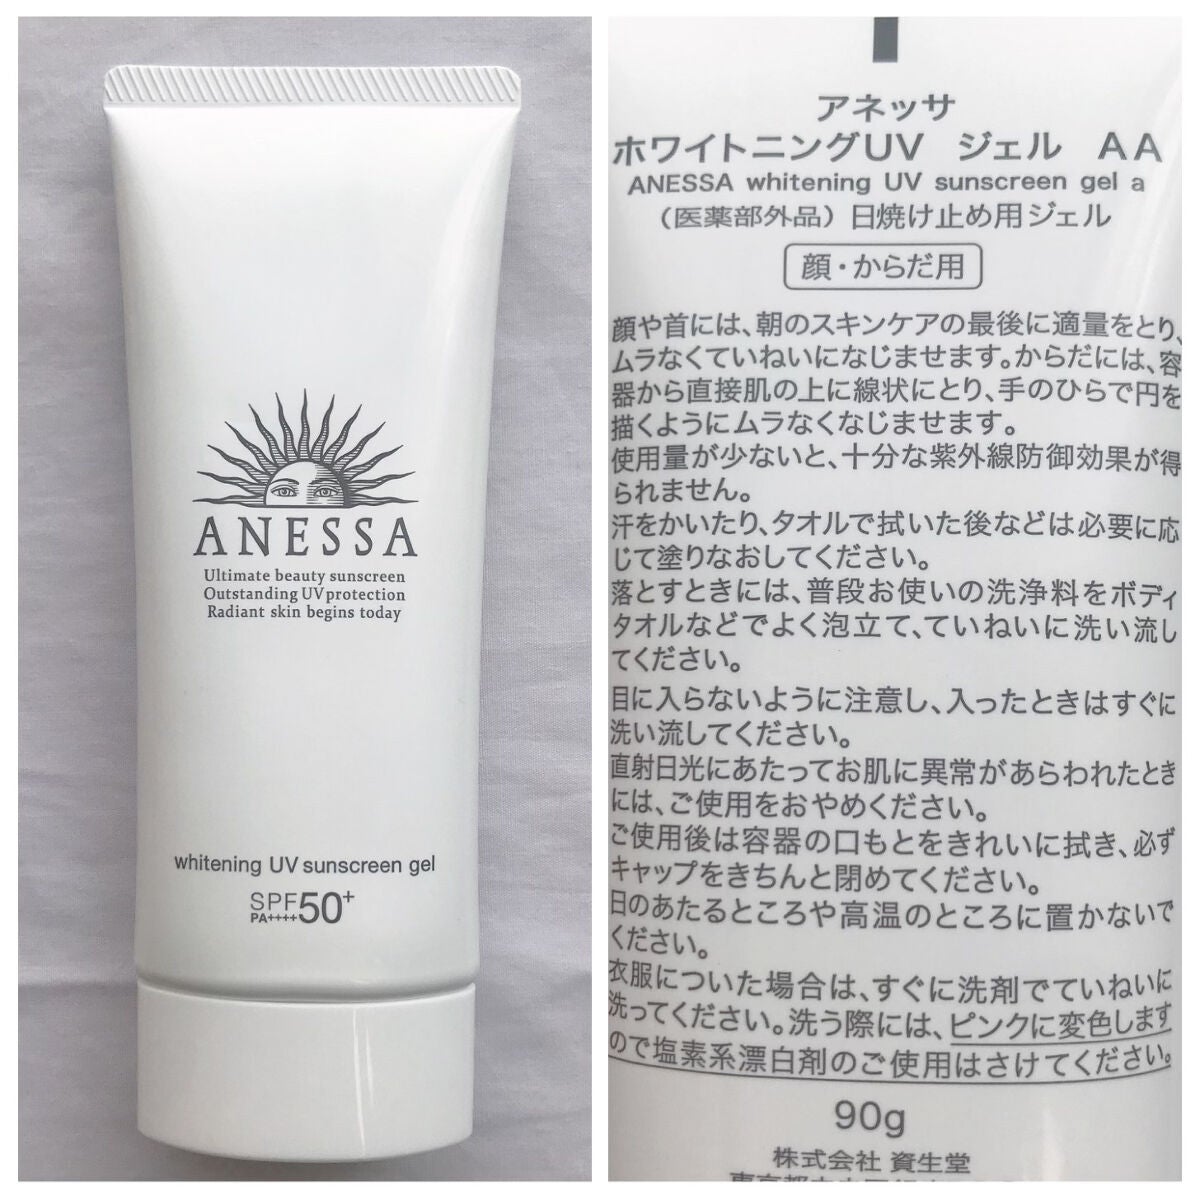 ANESSA
Ultimate beauty sunscreen
Outstanding UV protection
Radiant skin begins today
whitening UV sunscreen gel
SPF 50+
PA++++
アネッサ
ホワイトニングUV ジェル AA
ANESSA whitening UV sunscreen gel a
（医薬部外品）日焼け止め用ジェル
顔・からだ用
顔や首には、朝のスキンケアの最後に適量をとり、
ムラなくていねいになじませます。からだには、容
器から直接肌の上に線状にとり、手のひらで円を
描くようにムラなくなじませます。
使用量が少ないと、十分な紫外線防御効果が得
られません。
汗をかいたり、タオルで拭いた後などは必要に応
じて塗りなおしてください。
落とすときには、普段お使いの洗浄料をボディ
タオルなどでよく泡立て、ていねいに洗い流し
てください。
目に入らないように注意し、入ったときはすぐに
洗い流してください。
直射日光にあたってお肌に異常があらわれたとき
には、ご使用をおやめください。
ご使用後は容器の口もとをきれいに拭き、必ず
キャップをきちんと閉めてください。
日のあたるところや高温のところに置かないで
ください。
衣服についた場合は、すぐに洗剤でていねいに
洗ってください。洗う際には、ピンクに変色します
ので塩素系漂白剤のご使用はさけてください。
90g
株式会社 資生堂